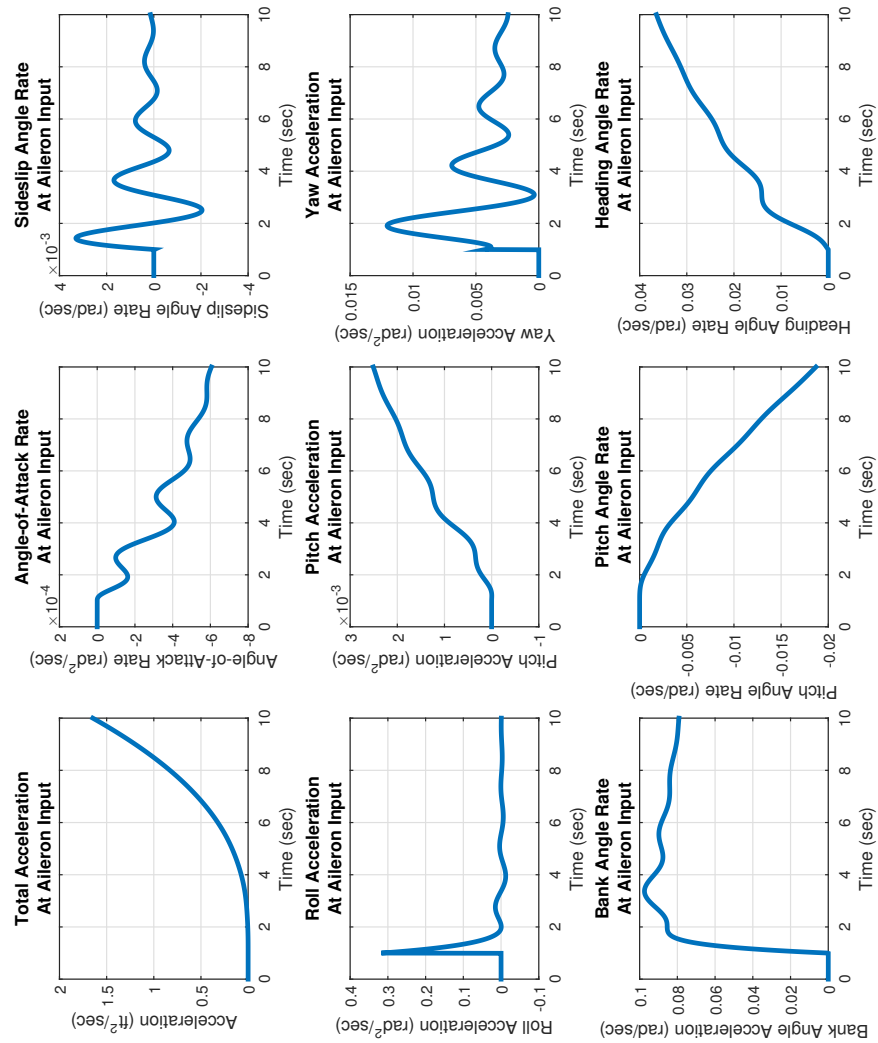 Total Acceleration
At Aileron Input
Acceleration (ft²/sec)
2
1.5
1
0.5
0
0 2 4 6 8 10
Time (sec)
Angle-of-Attack Rate
At Aileron Input
×10⁻⁴
Angle-of-Attack Rate (rad²/sec)
2
0
-2
-4
-6
-8
0 2 4 6 8 10
Time (sec)
Sideslip Angle Rate
At Aileron Input
×10⁻³
Sideslip Angle Rate (rad/sec)
4
2
0
-2
-4
0 2 4 6 8 10
Time (sec)
Roll Acceleration
At Aileron Input
Roll Acceleration (rad²/sec)
0.4
0.3
0.2
0.1
0
-0.1
0 2 4 6 8 10
Time (sec)
Pitch Acceleration
At Aileron Input
×10⁻³
Pitch Acceleration (rad²/sec)
3
2
1
0
-1
0 2 4 6 8 10
Time (sec)
Yaw Acceleration
At Aileron Input
Yaw Acceleration (rad²/sec)
0.015
0.01
0.005
0
0 2 4 6 8 10
Time (sec)
Bank Angle Rate
At Aileron Input
Bank Angle Acceleration (rad/sec)
0.1
0.08
0.06
0.04
0.02
0
0 2 4 6 8 10
Time (sec)
Pitch Angle Rate
At Aileron Input
Pitch Angle Rate (rad/sec)
0
-0.005
-0.01
-0.015
-0.02
0 2 4 6 8 10
Time (sec)
Heading Angle Rate
At Aileron Input
Heading Angle Rate (rad/sec)
0.04
0.03
0.02
0.01
0
0 2 4 6 8 10
Time (sec)